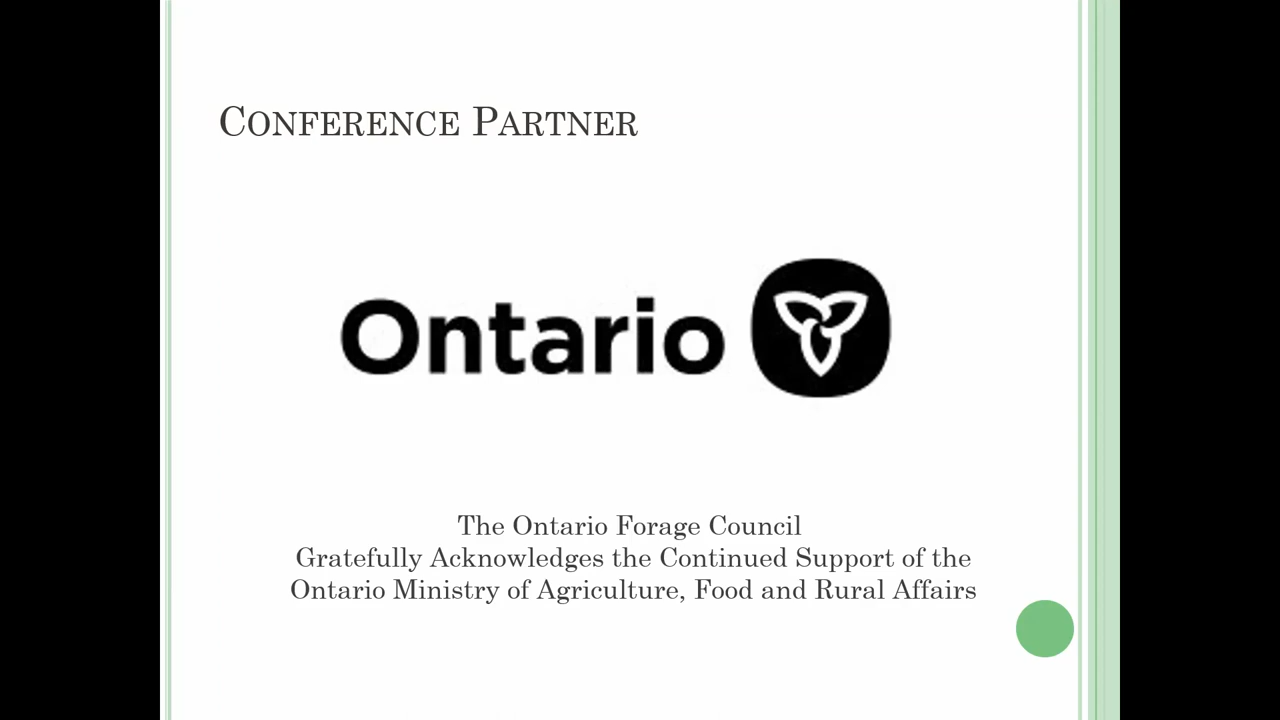 Conference Partner
Ontario
The Ontario Forage Council
Gratefully Acknowledges the Continued Support of the
Ontario Ministry of Agriculture, Food and Rural Affairs